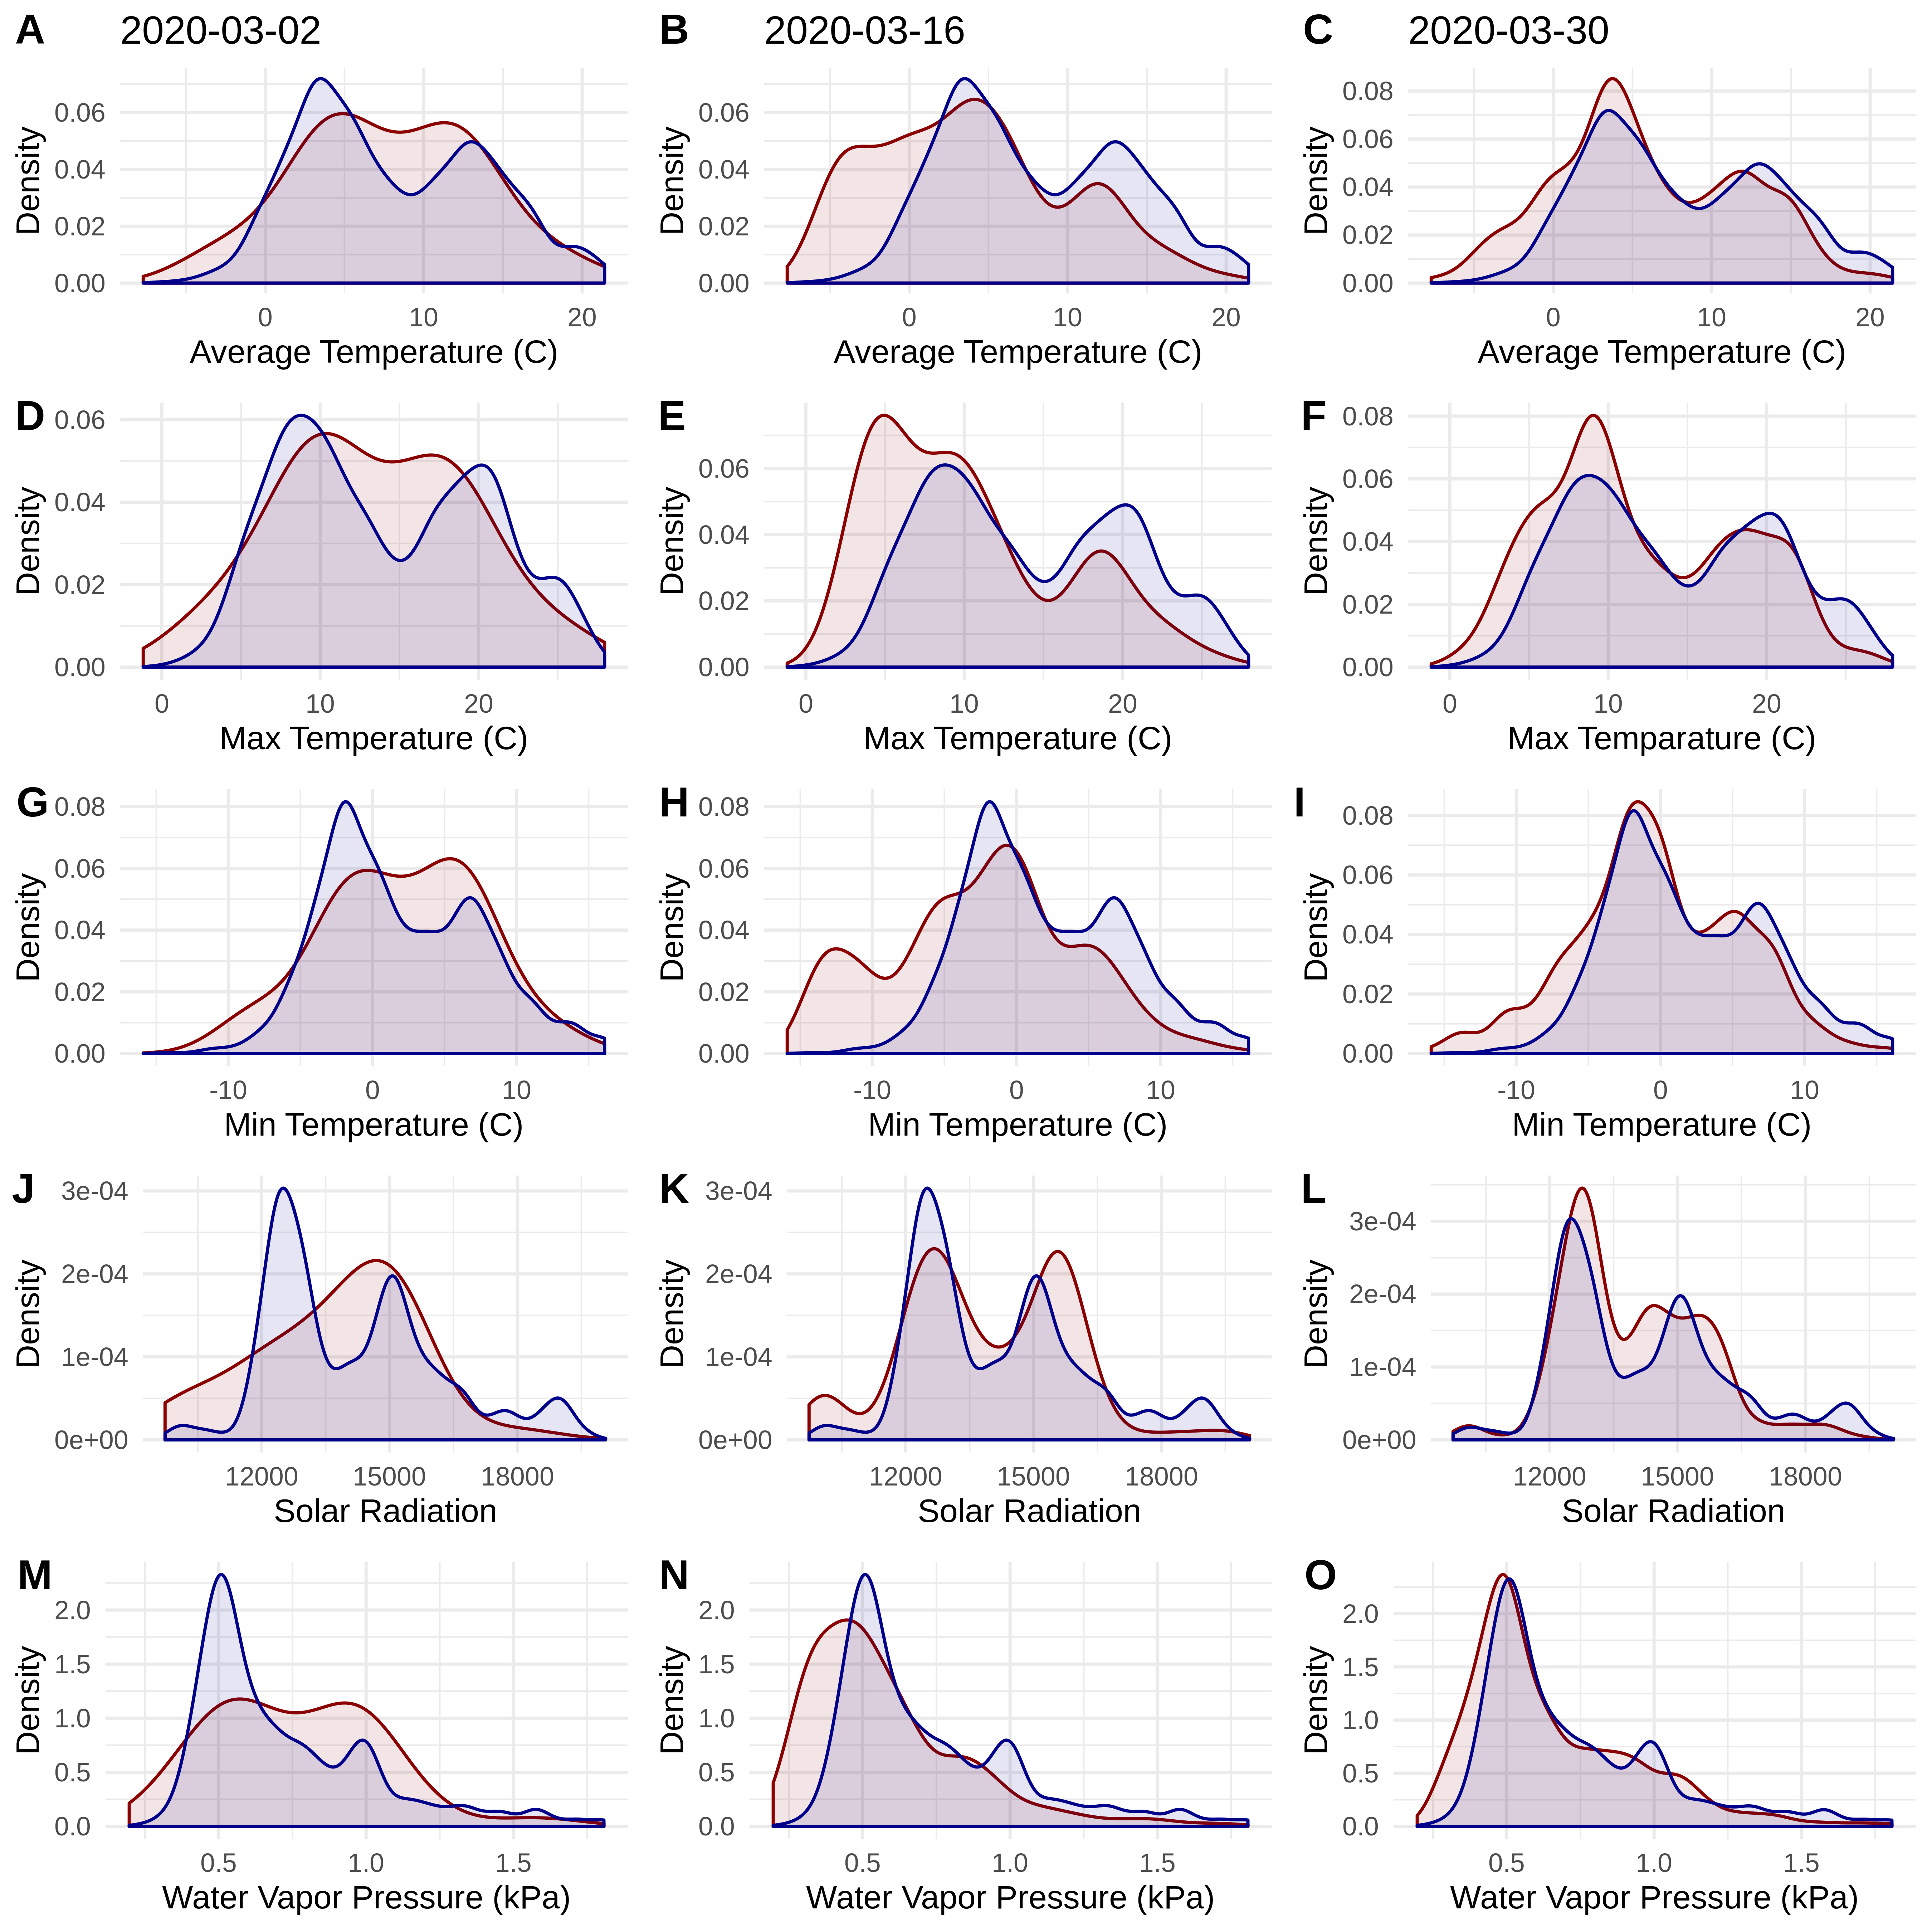 A 2020-03-02 B 2020-03-16 C 2020-03-30
Density
0.06
0.04
0.02
0.00
0 10 20
Average Temperature (C)
Density
0.06
0.04
0.02
0.00
0 10 20
Average Temperature (C)
Density
0.08
0.06
0.04
0.02
0.00
0 10 20
Average Temperature (C)
D
Density
0.06
0.04
0.02
0.00
0 10 20
Max Temperature (C)
E
Density
0.06
0.04
0.02
0.00
0 10 20
Max Temperature (C)
F
Density
0.08
0.06
0.04
0.02
0.00
0 10 20
Max Temparature (C)
G
Density
0.08
0.06
0.04
0.02
0.00
-10 0 10
Min Temperature (C)
H
Density
0.08
0.06
0.04
0.02
0.00
-10 0 10
Min Temperature (C)
I
Density
0.08
0.06
0.04
0.02
0.00
-10 0 10
Min Temperature (C)
J
Density
3e-04
2e-04
1e-04
0e+00
12000 15000 18000
Solar Radiation
K
Density
3e-04
2e-04
1e-04
0e+00
12000 15000 18000
Solar Radiation
L
Density
3e-04
2e-04
1e-04
0e+00
12000 15000 18000
Solar Radiation
M
Density
2.0
1.5
1.0
0.5
0.0
0.5 1.0 1.5
Water Vapor Pressure (kPa)
N
Density
2.0
1.5
1.0
0.5
0.0
0.5 1.0 1.5
Water Vapor Pressure (kPa)
O
Density
2.0
1.5
1.0
0.5
0.0
0.5 1.0 1.5
Water Vapor Pressure (kPa)